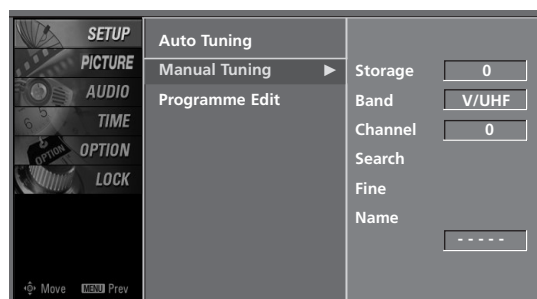 SETUP
PICTURE
AUDIO
TIME
OPTION
LOCK
Move MENU Prev
Auto Tuning
Manual Tuning ▶
Programme Edit
Storage 0
Band V/UHF
Channel 0
Search
Fine
Name
- - - - -